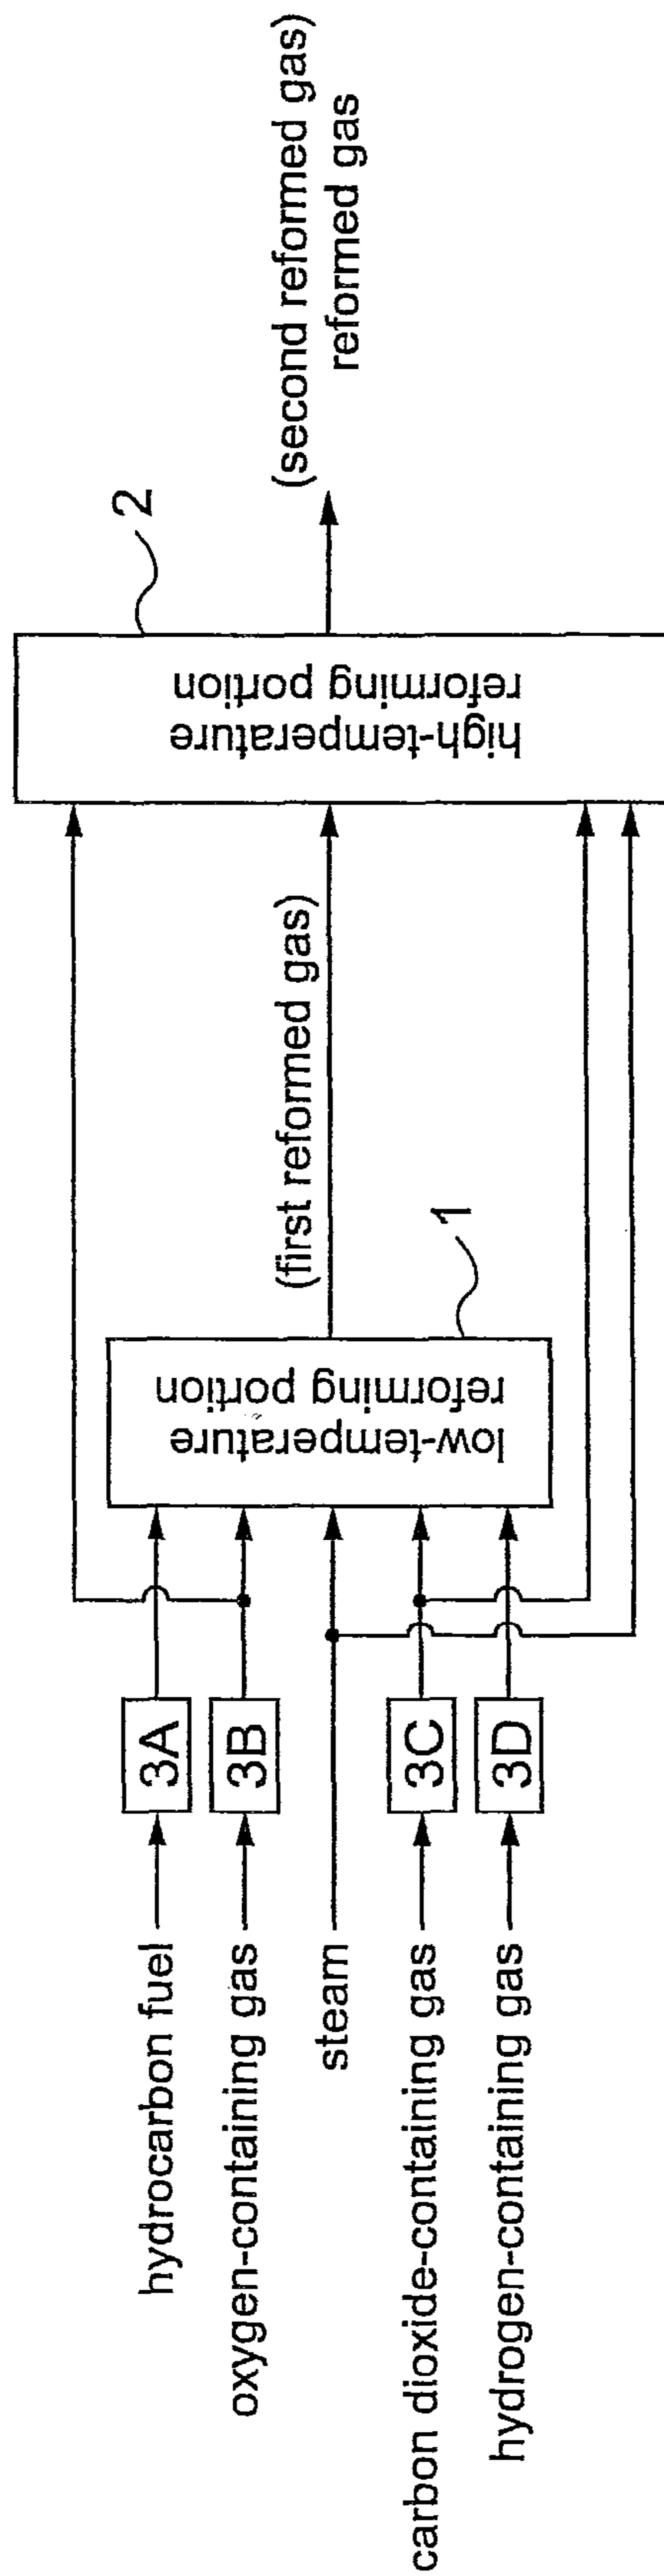 hydrocarbon fuel
oxygen-containing gas
steam
carbon dioxide-containing gas
hydrogen-containing gas
3A
3B
3C
3D
low-temperature
reforming portion
1
(first reformed gas)
high-temperature
reforming portion
2
(second reformed gas)
reformed gas